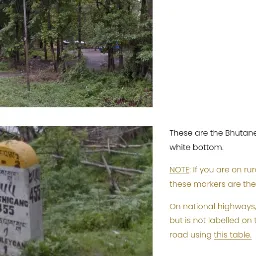 These are the Bhutane
white bottom.
NOTE: If you are on rur
these markers are the
On national highways,
but is not labelled on t
road using this table.
455